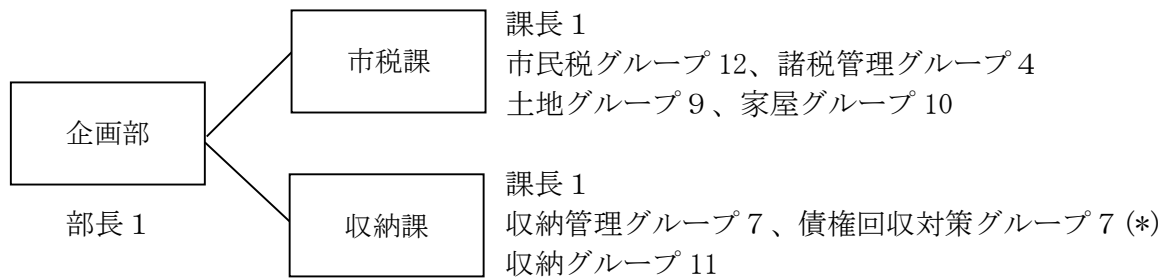 課長１
市税課
市民税グループ 12、諸税管理グループ４
土地グループ９、家屋グループ 10
企画部
部長１
課長１
収納課
収納管理グループ７、債権回収対策グループ７(*)
収納グループ 11